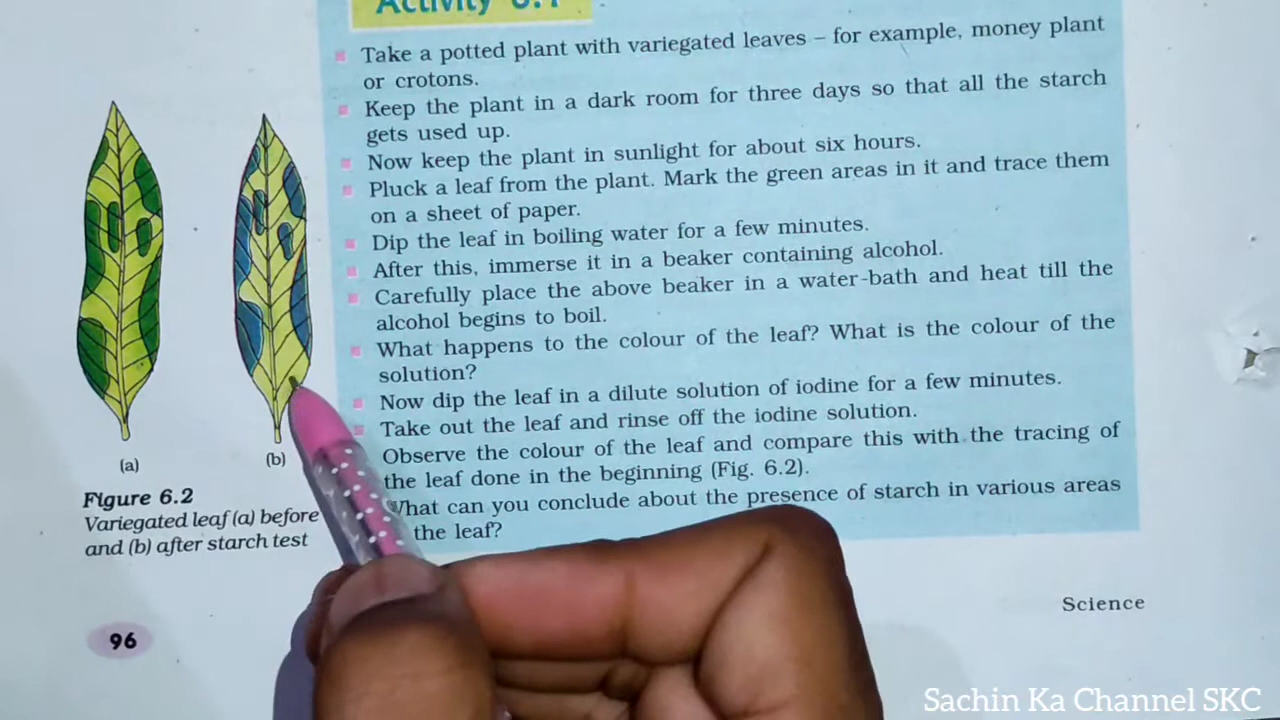 Activity 6.1
Take a potted plant with variegated leaves – for example, money plant
or crotons.
Keep the plant in a dark room for three days so that all the starch
gets used up.
Now keep the plant in sunlight for about six hours.
Pluck a leaf from the plant. Mark the green areas in it and trace them
on a sheet of paper.
Dip the leaf in boiling water for a few minutes.
After this, immerse it in a beaker containing alcohol.
Carefully place the above beaker in a water-bath and heat till the
alcohol begins to boil.
What happens to the colour of the leaf? What is the colour of the
solution?
Now dip the leaf in a dilute solution of iodine for a few minutes.
Take out the leaf and rinse off the iodine solution.
Observe the colour of the leaf and compare this with the tracing of
the leaf done in the beginning (Fig. 6.2).
What can you conclude about the presence of starch in various areas
the leaf?
(a)
(b)
Figure 6.2
Variegated leaf (a) before
and (b) after starch test
96
Science
Sachin Ka Channel SKC